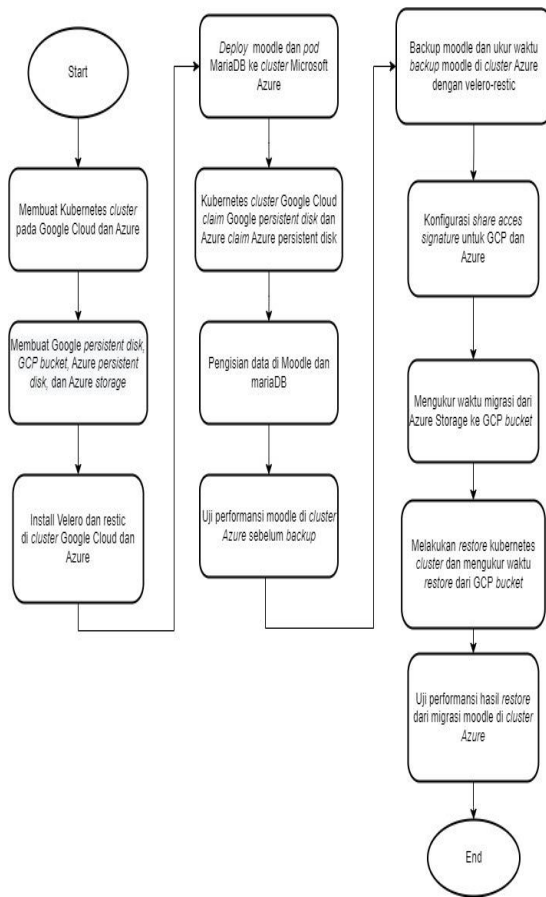 Start
Membuat Kubernetes cluster
pada Google Cloud dan Azure
Membuat Google persistent disk,
GCP bucket, Azure persistent
disk, dan Azure storage
Install Velero dan restic
di cluster Google Cloud dan
Azure
Deploy moodle dan pod
MariaDB ke cluster Microsoft
Azure
Kubernetes cluster Google Cloud
claim Google persistent disk dan
Azure claim Azure persistent disk
Pengisian data di Moodle dan
mariaDB
Uji performansi moodle di cluster
Azure sebelum backup
Backup moodle dan ukur waktu
backup moodle di cluster Azure
dengan velero-restic
Konfigurasi share acces
signature untuk GCP dan
Azure
Mengukur waktu migrasi dari
Azure Storage ke GCP bucket
Melakukan restore kubernetes
cluster dan mengukur waktu
restore dari GCP bucket
Uji performansi hasil restore
dari migrasi moodle di cluster
Azure
End